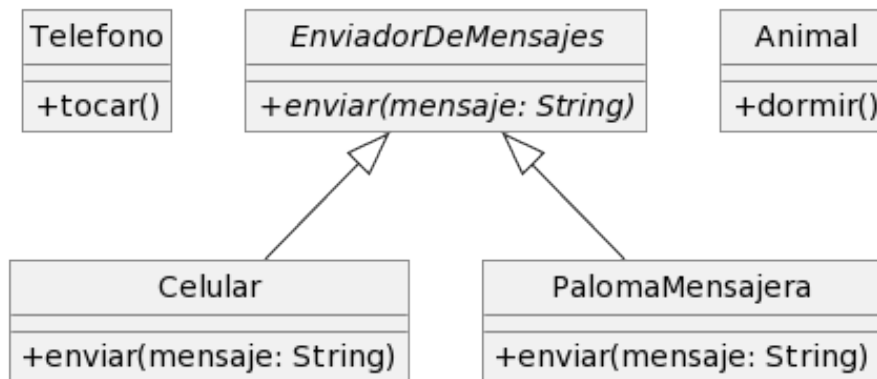 Telefono
+tocar()
EnviadorDeMensajes
+enviar(mensaje: String)
Animal
+dormir()
Celular
+enviar(mensaje: String)
PalomaMensajera
+enviar(mensaje: String)